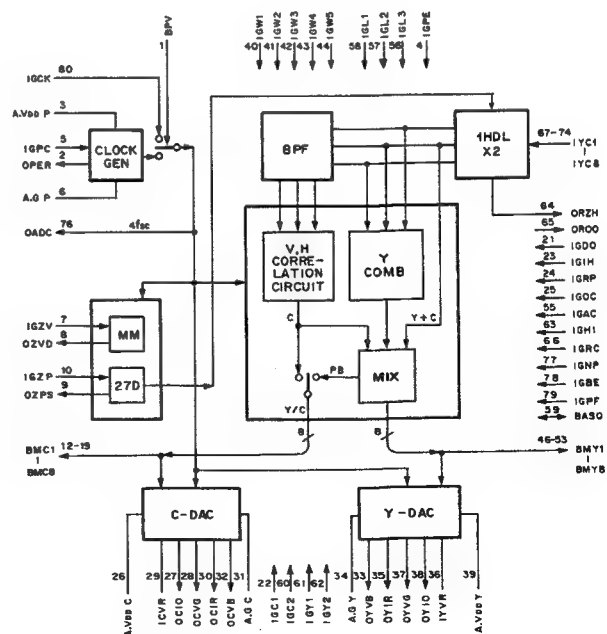 BPV
1
IGW1
IGW2
IGW3
IGW4
IGW5
40
41
42
43
44
IGL1
IGL2
IGL3
IGPE
58
57
56
4
IGCK
80
A.VDD P
3
IGPC
5
OPER
2
A.G P
6
CLOCK
GEN
BPF
1HDL
X2
67-74
IYC1
IYC8
OADC
76
4fsc
V,H
CORRE-
LATION
CIRCUIT
Y
COMB
C
Y+C
PB
MIX
Y/C
IGZV
7
OZVD
8
MM
IGZP
10
OZPS
9
27D
64
ORZH
65
OROO
21
IGDO
23
IGIH
24
IGRP
25
IGOC
55
IGAC
63
IGH1
66
IGRC
77
IGNP
78
IGBE
79
IGPF
59
BASO
BMC1
12-19
BMC8
8
8
46-53
BMY1
BMY8
C-DAC
Y-DAC
26
29
27
28
30
32
31
A.VDD C
ICVR
OCIO
OCVG
OCIR
OCVB
A.G C
22
60
61
62
IGC1
IGC2
IGY1
IGY2
34
33
35
37
38
36
39
A.G Y
OYVB
OYIR
OYVG
OYIO
IYVR
A.VDD Y